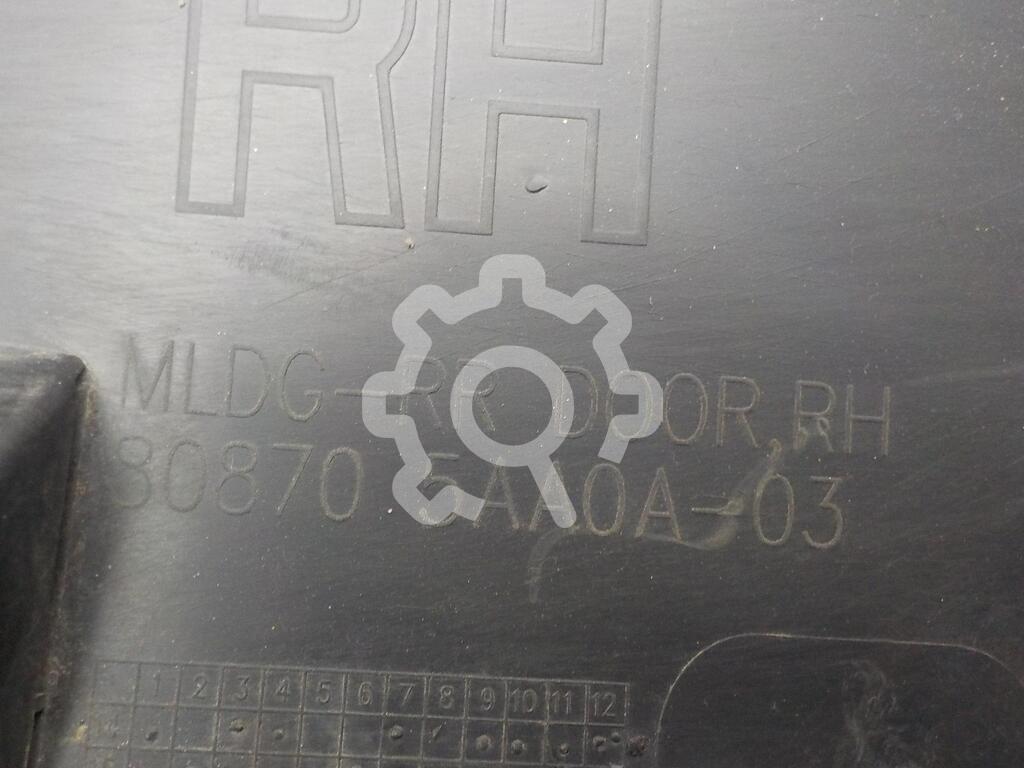 RH
MLDG-RR DOOR,RH
80870 5AA0A-03
1 2 3 4 5 6 7 8 9 10 11 12